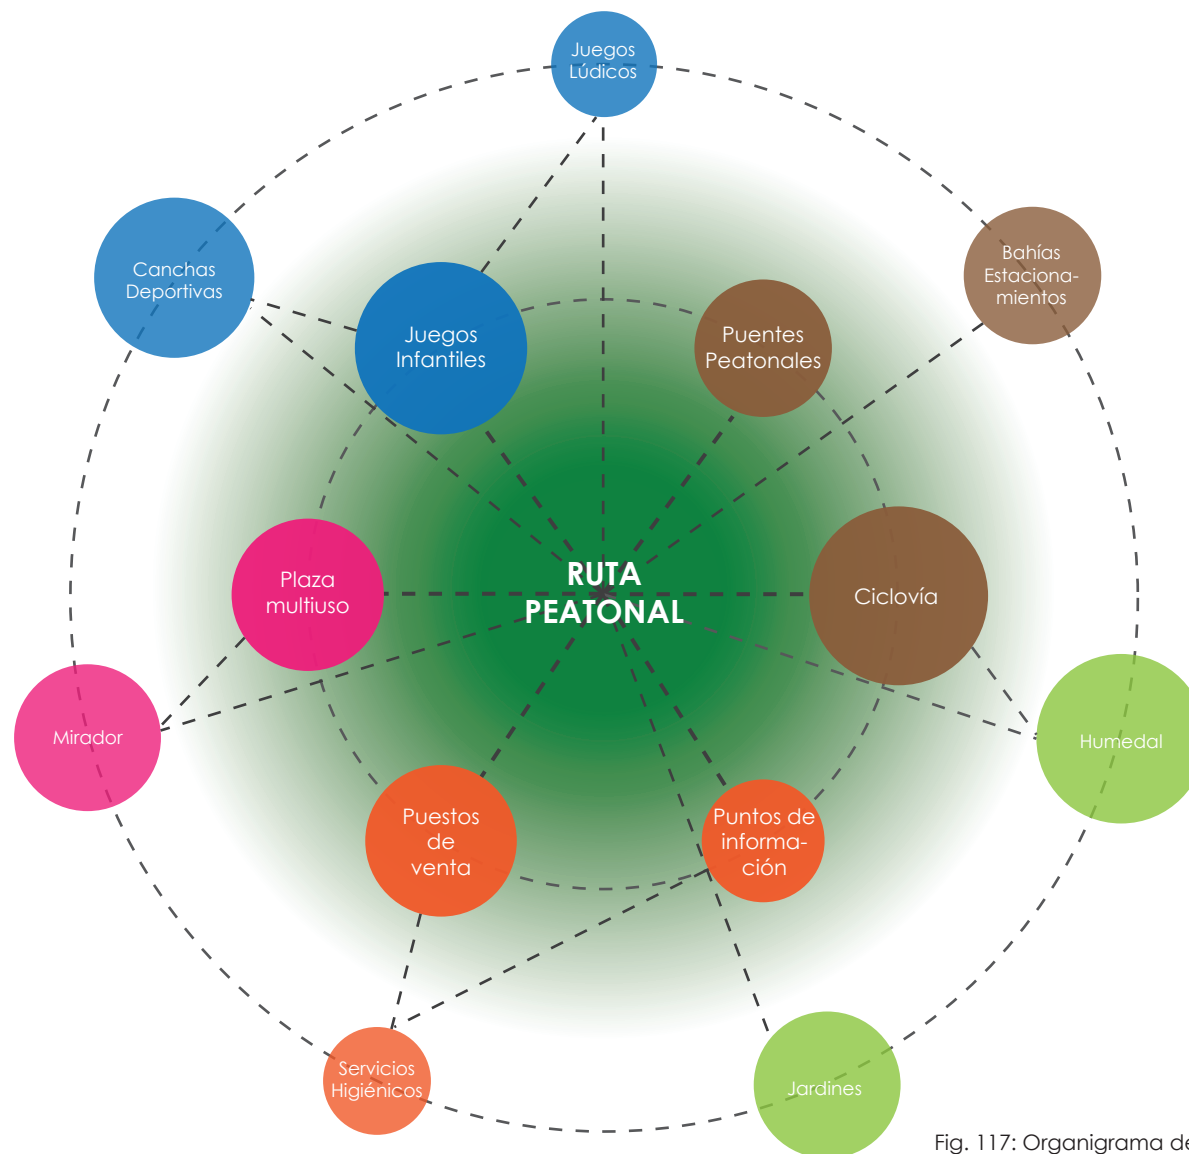 Juegos
Lúdicos
Canchas
Deportivas
Bahías
Estaciona-
mientos
Juegos
Infantiles
Puentes
Peatonales
RUTA
PEATONAL
Plaza
multiuso
Ciclovía
Mirador
Humedal
Puestos
de
venta
Puntos de
informa-
ción
Servicios
Higiénicos
Jardines
Fig. 117: Organigrama de